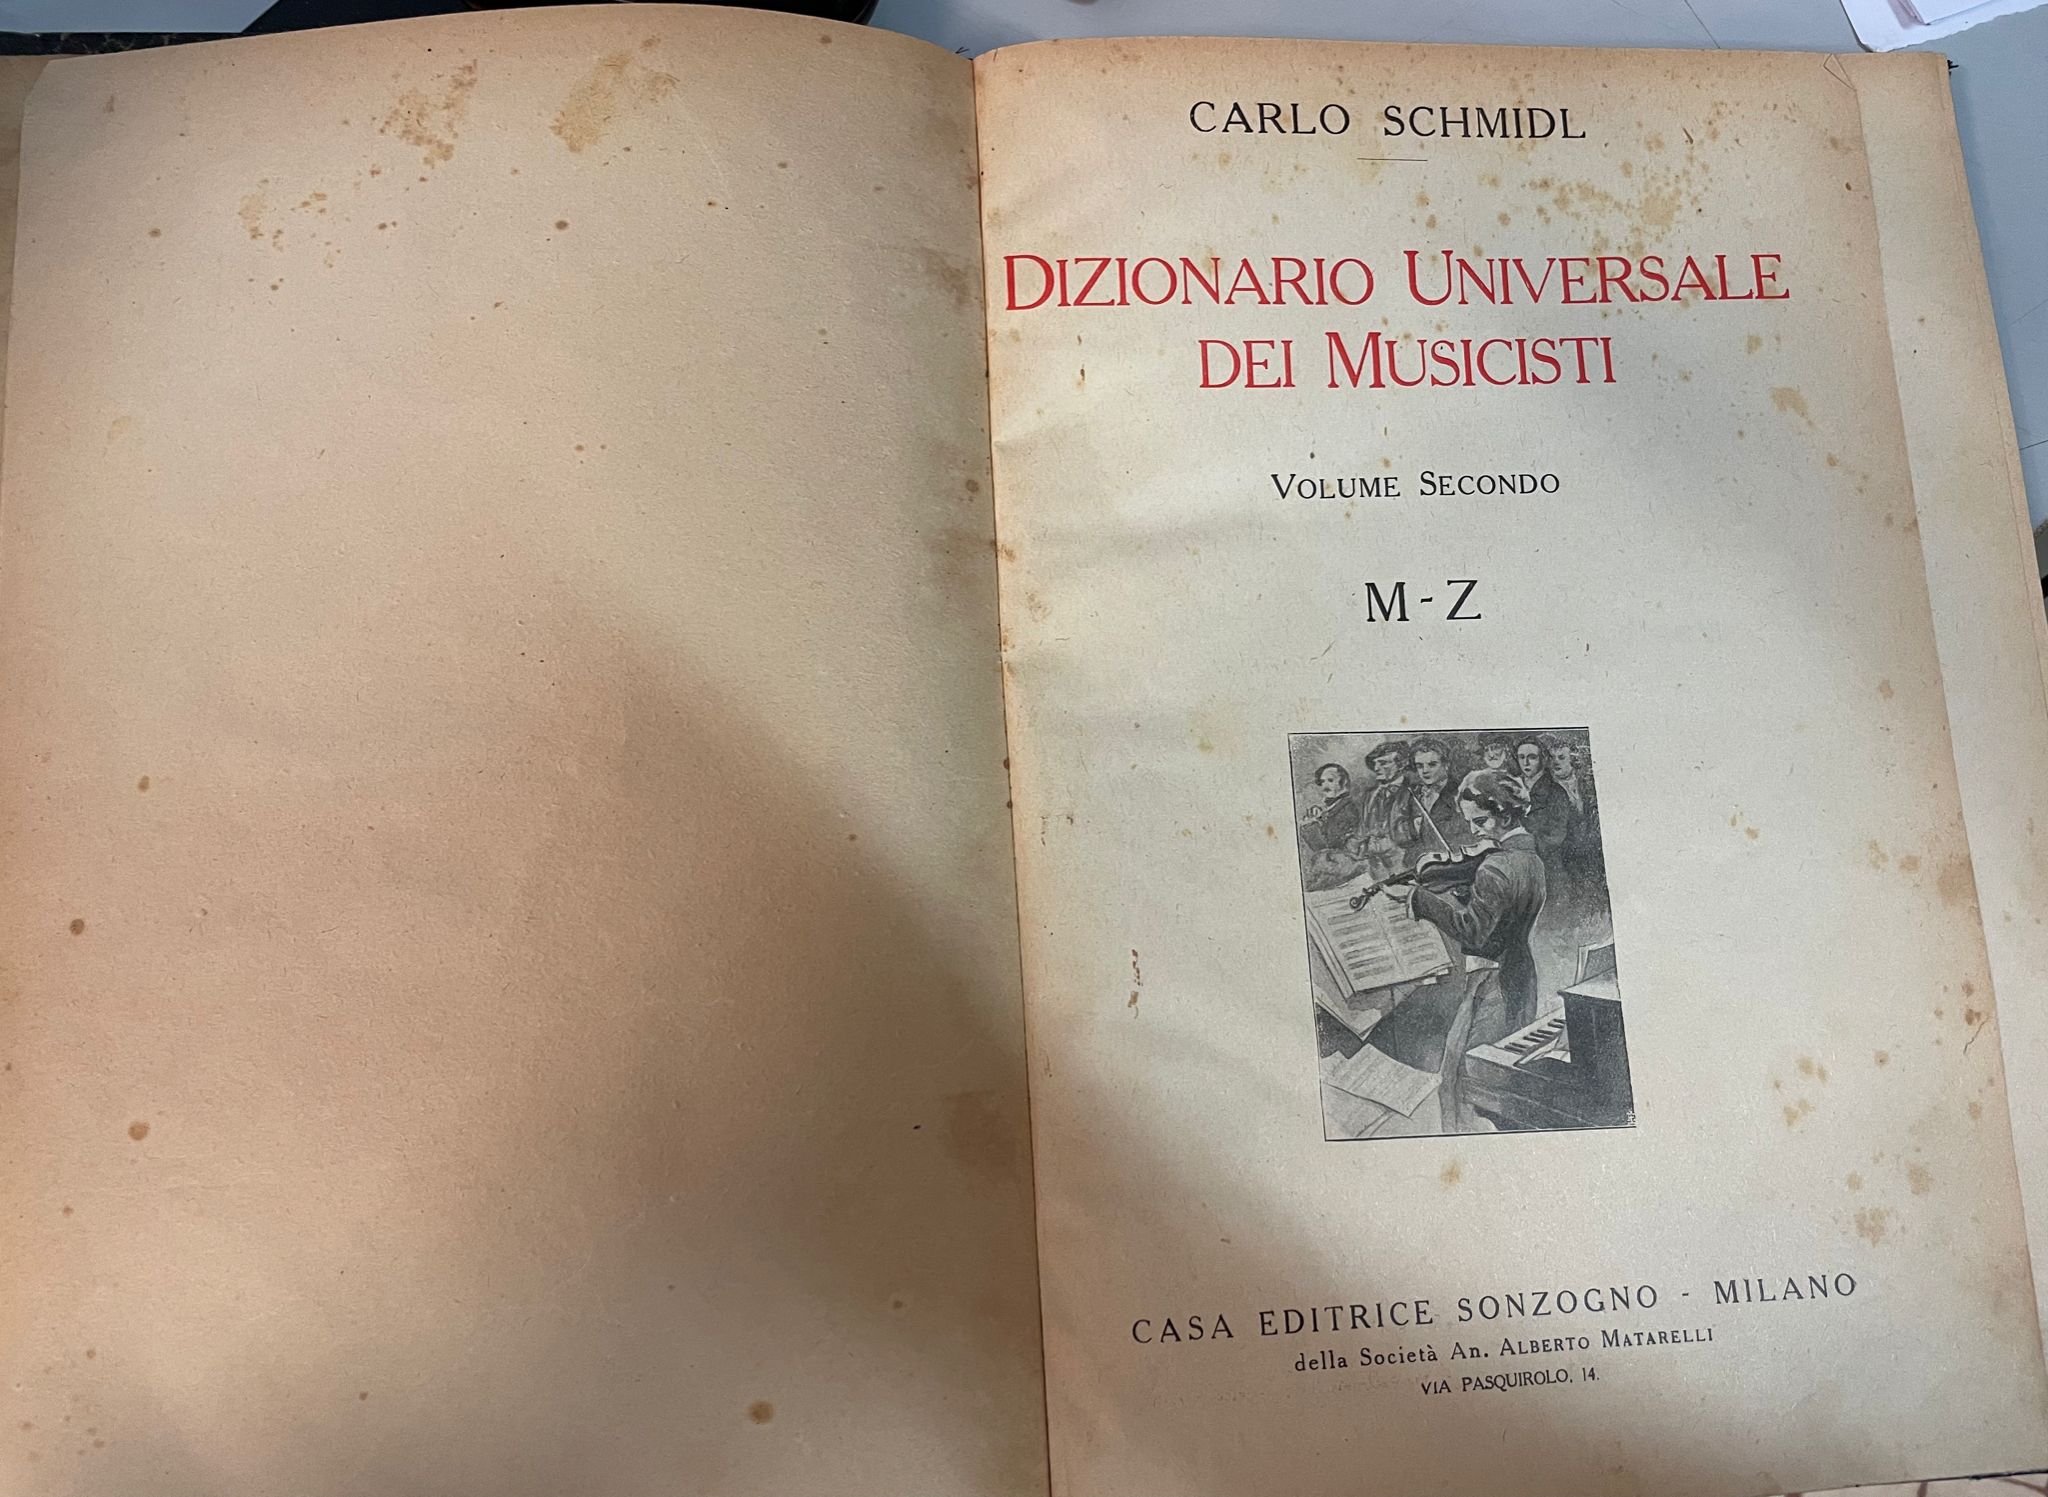 CARLO SCHMIDL
DIZIONARIO UNIVERSALE
DEI MUSICISTI
VOLUME SECONDO
M - Z
CASA EDITRICE SONZOGNO - MILANO
della Società An. ALBERTO MATARELLI
VIA PASQUIROLO, 14.